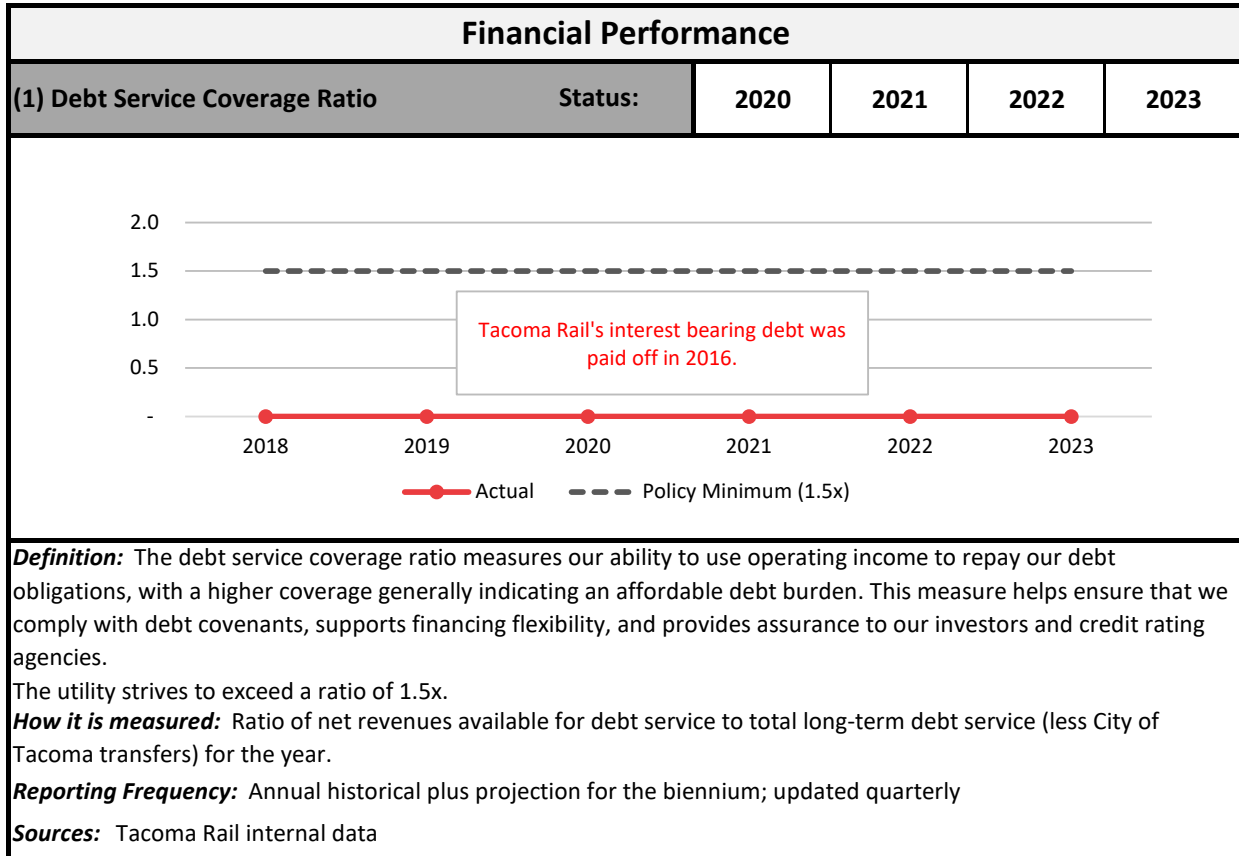 Financial Performance
(1) Debt Service Coverage Ratio Status: 2020 2021 2022 2023
2.0
1.5
1.0
0.5
-
Tacoma Rail's interest bearing debt was
paid off in 2016.
2018 2019 2020 2021 2022 2023
Actual Policy Minimum (1.5x)
Definition: The debt service coverage ratio measures our ability to use operating income to repay our debt
obligations, with a higher coverage generally indicating an affordable debt burden. This measure helps ensure that we
comply with debt covenants, supports financing flexibility, and provides assurance to our investors and credit rating
agencies.
The utility strives to exceed a ratio of 1.5x.
How it is measured: Ratio of net revenues available for debt service to total long-term debt service (less City of
Tacoma transfers) for the year.
Reporting Frequency: Annual historical plus projection for the biennium; updated quarterly
Sources: Tacoma Rail internal data